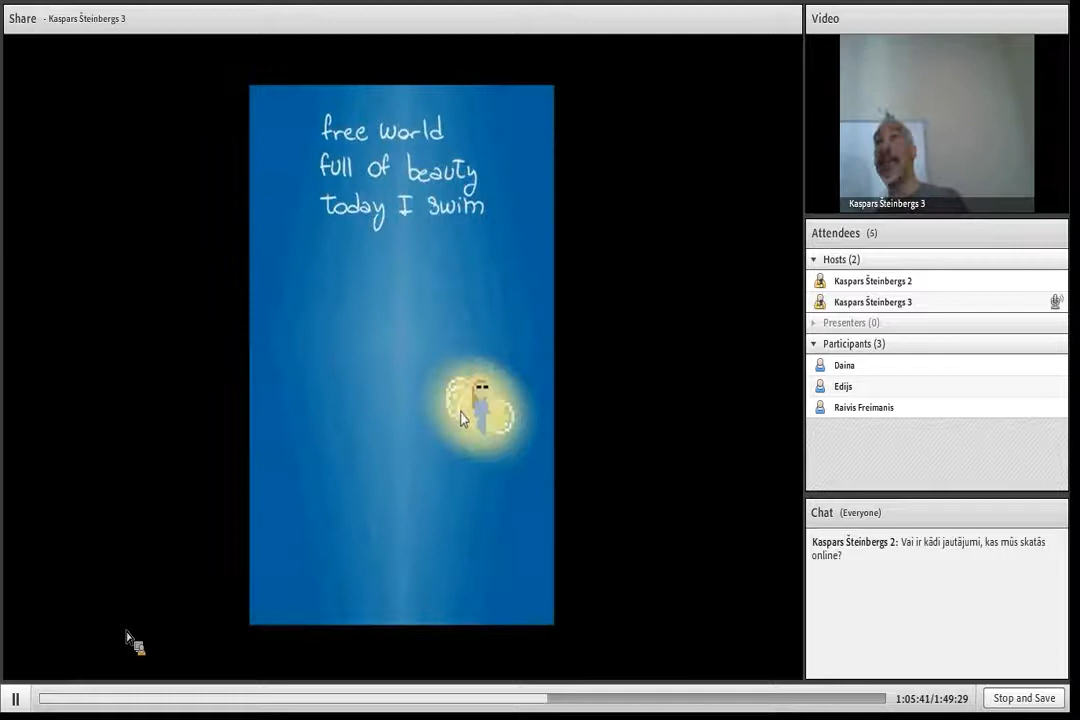 Share - Kaspars Šteinbergs 3
free world
full of beauty
today I swim
Video
Kaspars Šteinbergs 3
Attendees (5)
Hosts (2)
Kaspars Šteinbergs 2
Kaspars Šteinbergs 3
Presenters (0)
Participants (3)
Daina
Edijs
Raivis Freimanis
Chat (Everyone)
Kaspars Šteinbergs 2: Vai ir kādi jautājumi, kas mūs skatās
online?
1:05:41/1:49:29
Stop and Save